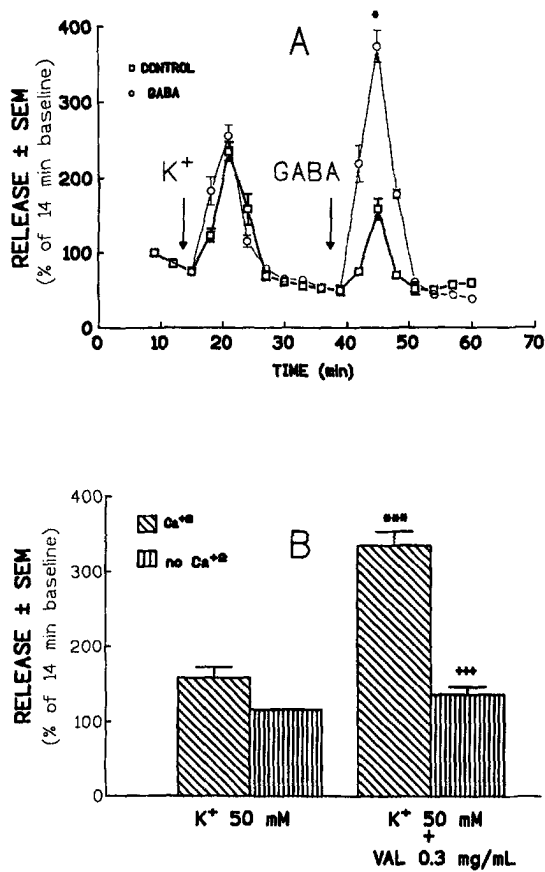 A
CONTROL
GABA
K+
GABA
*
RELEASE ± SEM
(% of 14 min baseline)
400
300
200
100
0
0 10 20 30 40 50 60 70
TIME (min)
B
Ca+2
no Ca+2
***
+++
RELEASE ± SEM
(% of 14 min baseline)
400
300
200
100
0
K+ 50 mM
K+ 50 mM
+
VAL 0.3 mg/mL